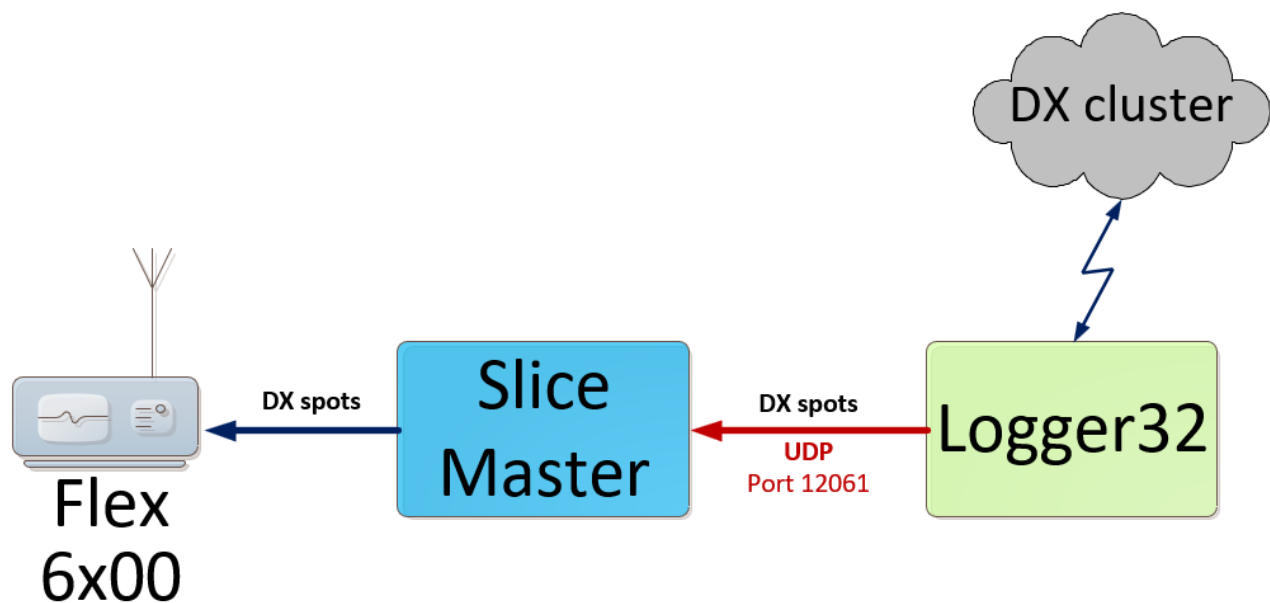 DX cluster
DX spots
Slice
Master
DX spots
UDP
Port 12061
Logger32
Flex
6x00